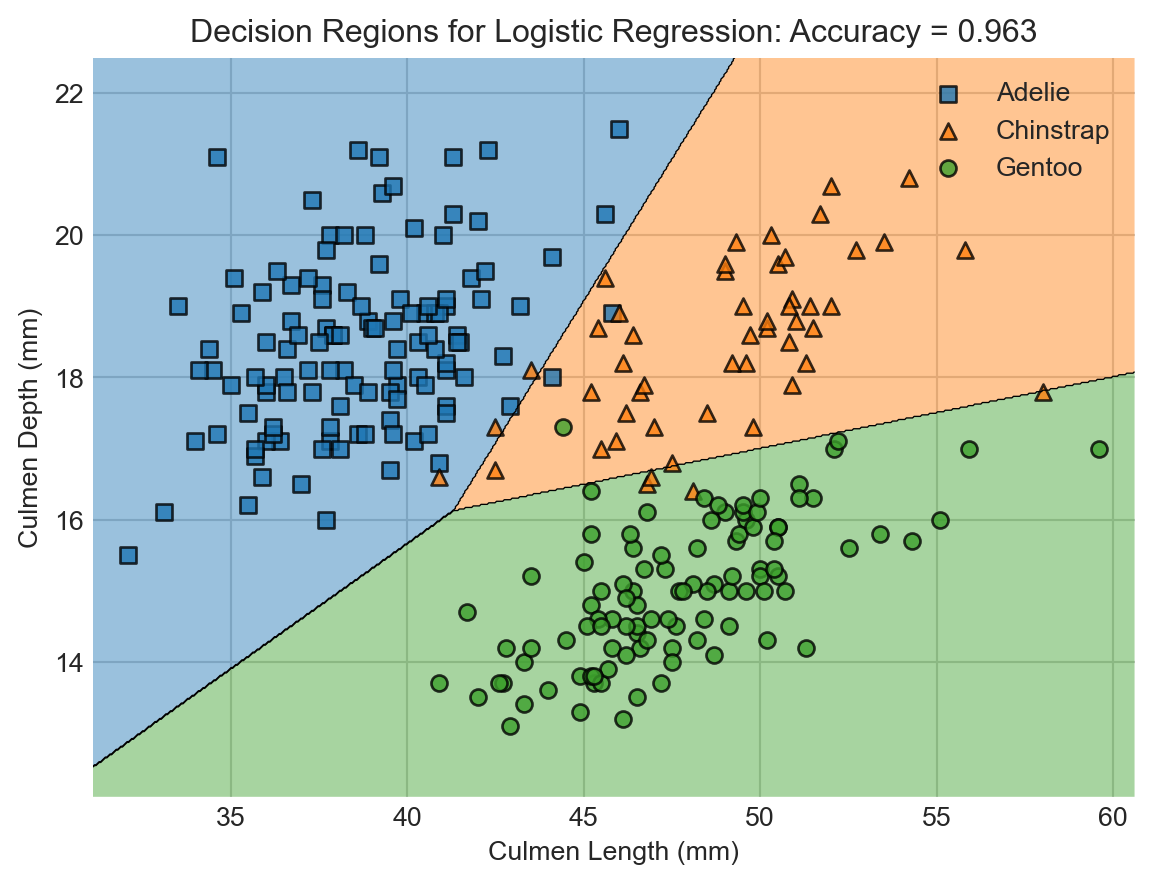 Decision Regions for Logistic Regression: Accuracy = 0.963
Adelie
Chinstrap
Gentoo
22
20
18
16
14
Culmen Depth (mm)
35 40 45 50 55 60
Culmen Length (mm)